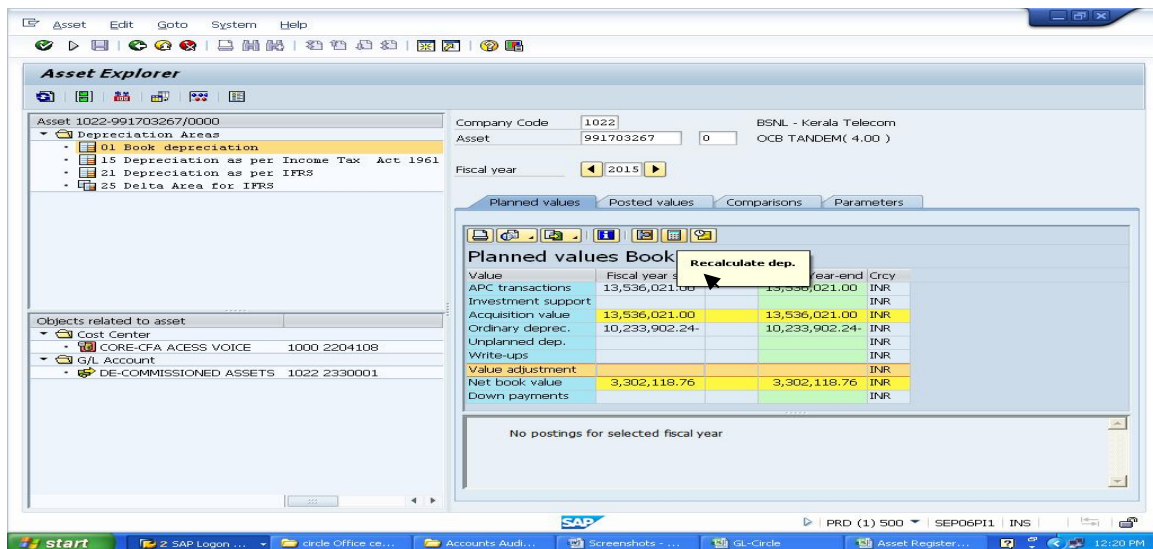 Asset Edit Goto System Help
Asset Explorer
Asset 1022-991703267/0000
Depreciation Areas
01 Book depreciation
15 Depreciation as per Income Tax Act 1961
21 Depreciation as per IFRS
25 Delta Area for IFRS
Objects related to asset
Cost Center
CORE-CFA ACESS VOICE 1000 2204108
G/L Account
DE-COMMISSIONED ASSETS 1022 2330001
Company Code 1022 BSNL - Kerala Telecom
Asset 991703267 0 OCB TANDEM( 4.00 )
Fiscal year 2015
Planned values Posted values Comparisons Parameters
Planned values Book
Recalculate dep.
Value Fiscal year s Year-end Crcy
APC transactions 13,536,021.00 13,536,021.00 INR
Investment support INR
Acquisition value 13,536,021.00 13,536,021.00 INR
Ordinary deprec. 10,233,902.24- 10,233,902.24- INR
Unplanned dep. INR
Write-ups INR
Value adjustment INR
Net book value 3,302,118.76 3,302,118.76 INR
Down payments INR
No postings for selected fiscal year
SAP
PRD (1) 500 SEP06PI1 INS
start 2 SAP Logon ... circle Office ce... Accounts Audi... Screenshots - ... GL-Circle Asset Register... 12:20 PM